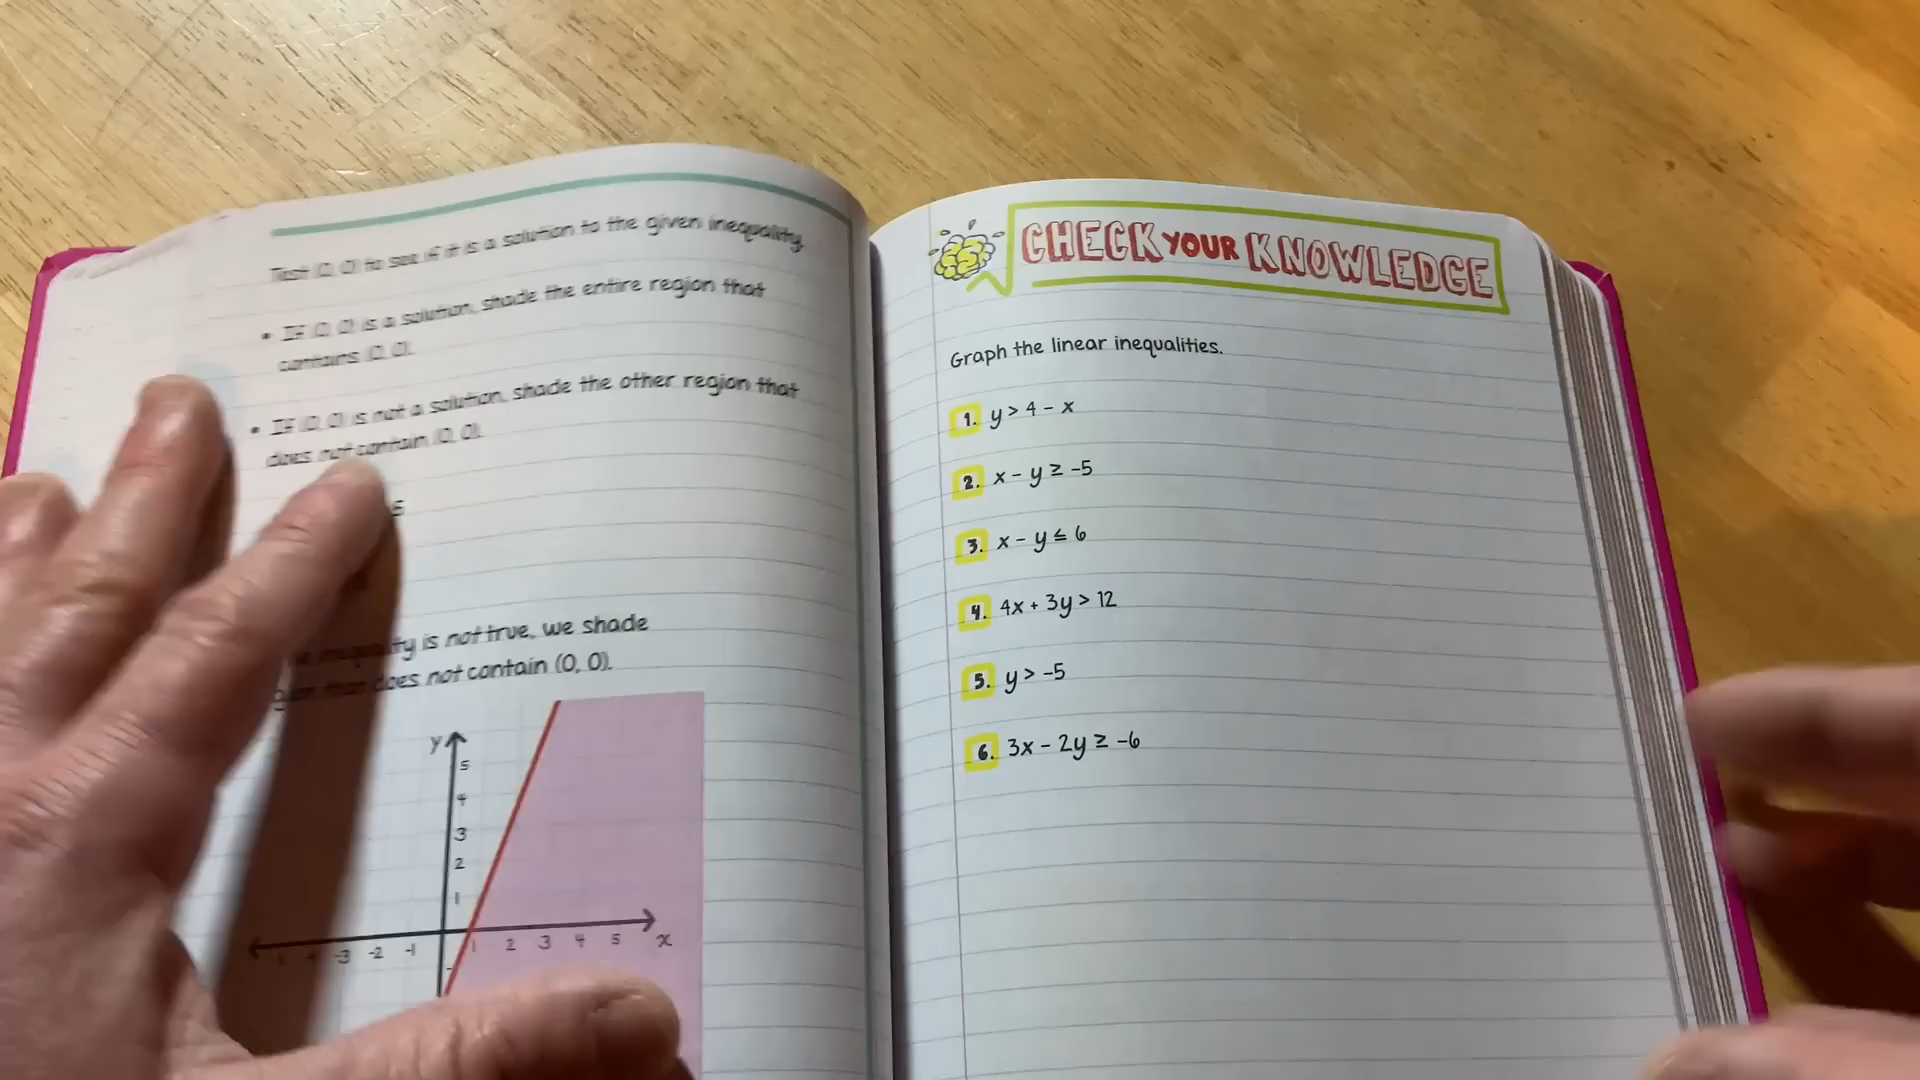 Test (0, 0) to see if it is a solution to the given inequality.
• If (0, 0) is a solution, shade the entire region that
contains (0, 0).
• If (0, 0) is not a solution, shade the other region that
does not contain (0, 0).
5
inequality is not true, we shade
that does not contain (0, 0).
y
5
4
3
2
1
-3 -2 -1 1 2 3 4 5 x
CHECK YOUR KNOWLEDGE
Graph the linear inequalities.
1. y > 4 – x
2. x – y ≥ -5
3. x – y ≤ 6
4. 4x + 3y > 12
5. y > -5
6. 3x – 2y ≥ -6